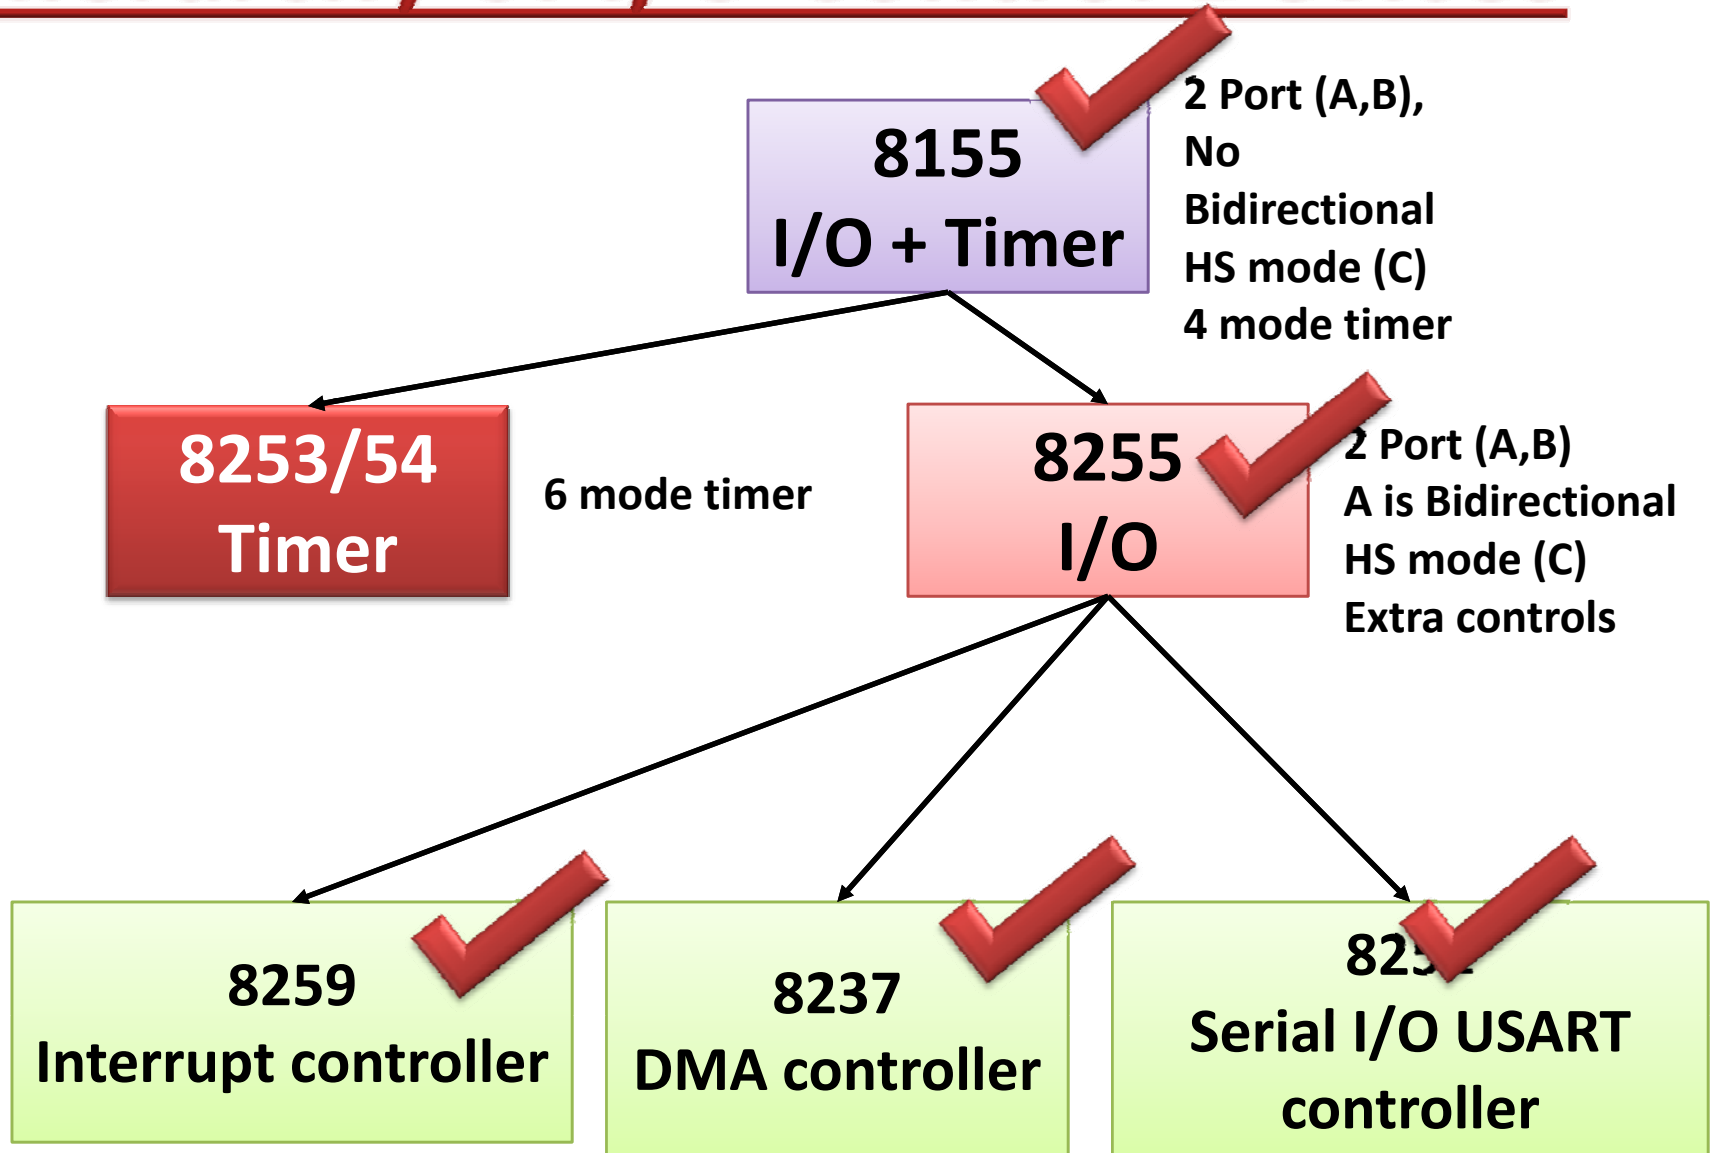 8155
I/O + Timer
2 Port (A,B),
No
Bidirectional
HS mode (C)
4 mode timer
8253/54
Timer
6 mode timer
8255
I/O
2 Port (A,B)
A is Bidirectional
HS mode (C)
Extra controls
8259
Interrupt controller
8237
DMA controller
Serial I/O USART
controller